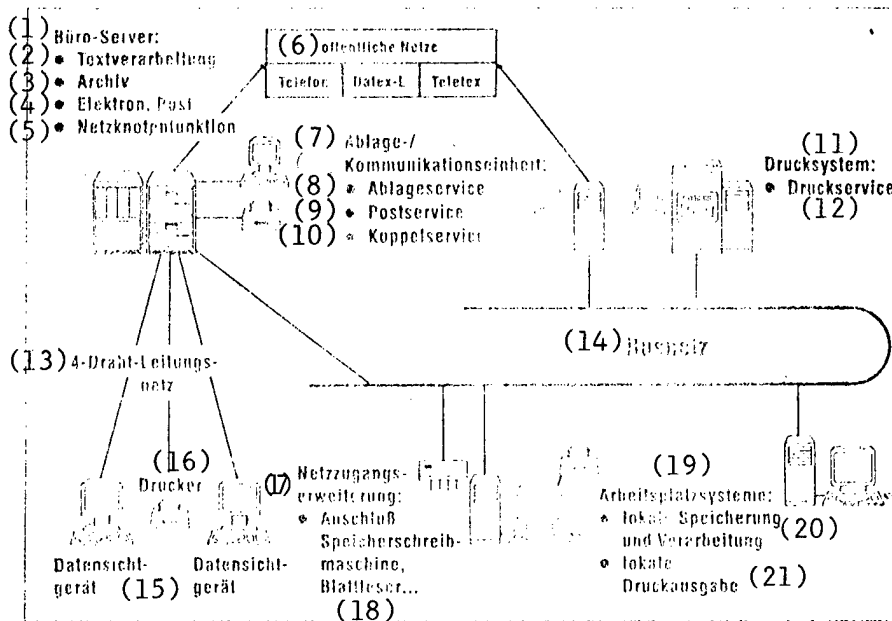 (1) Büro-Server:
(2) • Textverarbeitung
(3) • Archiv
(4) • Elektron. Post
(5) • Netzknotenfunktion
(6) öffentliche Netze
Telefon Datex-L Teletex
(7) Ablage-/
Kommunikationseinheit:
(8) • Ablageservice
(9) • Postservice
(10) • Koppelservice
(11)
Drucksystem:
• Druckservice
(12)
(13) 4-Draht-Leitungs-
netz
(14) Busnetz
(16)
Drucker
Datensicht-
gerät (15)
Datensicht-
gerät
(17) Netzzugangs-
erweiterung:
• Anschluß
Speicherschreib-
maschine,
Blattleser...
(18)
(19)
Arbeitsplatzsysteme:
• lokale Speicherung
und Verarbeitung (20)
• lokale
Druckausgabe (21)